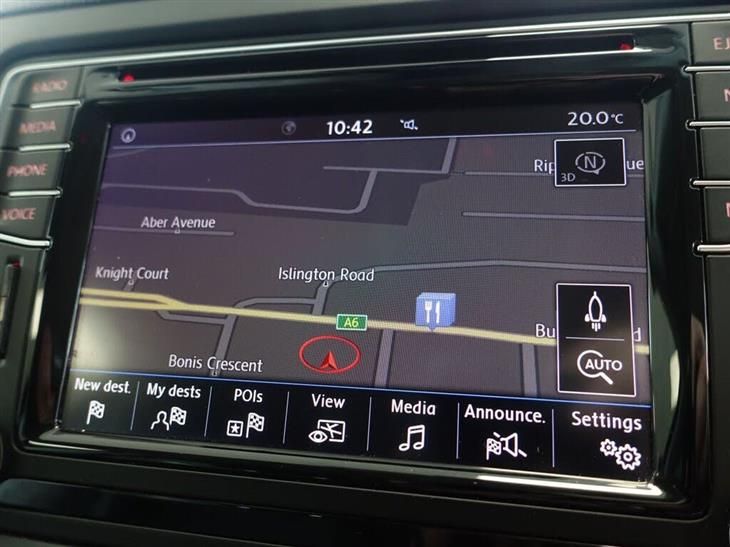 RADIO
MEDIA
PHONE
VOICE
EJ
10:42
20.0°C
N
3D
Aber Avenue
Knight Court
Islington Road
A6
Bonis Crescent
AUTO
New dest.
My dests
POIs
View
Media
Announce.
Settings